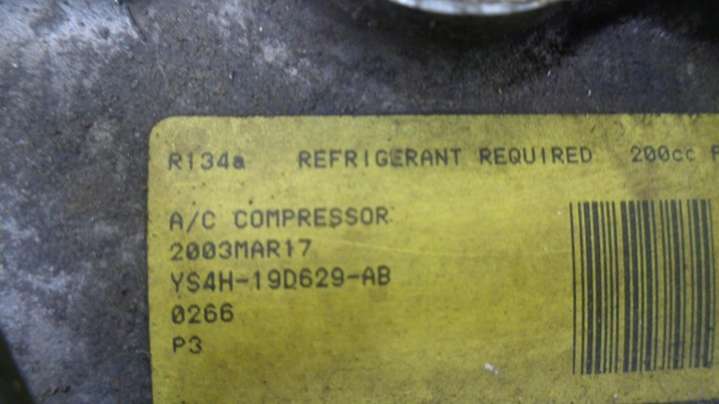 R134a REFRIGERANT REQUIRED 200cc
A/C COMPRESSOR
2003MAR17
YS4H-19D629-AB
0266
P3